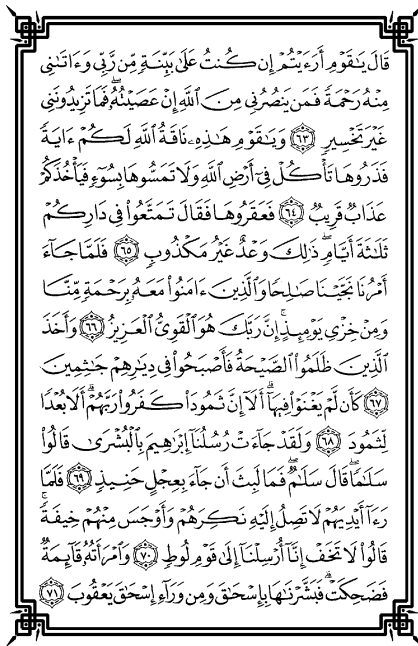 قَالَ يَٰقَوْمِ أَرَءَيْتُمْ إِن كُنتُ عَلَىٰ بَيِّنَةٍ مِّن رَّبِّى وَءَاتَىٰنِى
مِنْهُ رَحْمَةً فَمَن يَنصُرُنِى مِنَ ٱللَّهِ إِنْ عَصَيْتُهُۥ ۖ فَمَا تَزِيدُونَنِى
غَيْرَ تَخْسِيرٍ ٦٣ وَيَٰقَوْمِ هَٰذِهِۦ نَاقَةُ ٱللَّهِ لَكُمْ ءَايَةً
فَذَرُوهَا تَأْكُلْ فِىٓ أَرْضِ ٱللَّهِ وَلَا تَمَسُّوهَا بِسُوٓءٍ فَيَأْخُذَكُمْ
عَذَابٌ قَرِيبٌ ٦٤ فَعَقَرُوهَا فَقَالَ تَمَتَّعُوا۟ فِى دَارِكُمْ
ثَلَٰثَةَ أَيَّامٍ ۖ ذَٰلِكَ وَعْدٌ غَيْرُ مَكْذُوبٍ ٦٥ فَلَمَّا جَآءَ
أَمْرُنَا نَجَّيْنَا صَٰلِحًا وَٱلَّذِينَ ءَامَنُوا۟ مَعَهُۥ بِرَحْمَةٍ مِّنَّا
وَمِنْ خِزْىِ يَوْمِئِذٍ ۗ إِنَّ رَبَّكَ هُوَ ٱلْقَوِىُّ ٱلْعَزِيزُ ٦٦ وَأَخَذَ
ٱلَّذِينَ ظَلَمُوا۟ ٱلصَّيْحَةُ فَأَصْبَحُوا۟ فِى دِيَٰرِهِمْ جَٰثِمِينَ
٦٧ كَأَن لَّمْ يَغْنَوْا۟ فِيهَآ ۗ أَلَآ إِنَّ ثَمُودَا۟ كَفَرُوا۟ رَبَّهُمْ ۗ أَلَا بُعْدًا
لِّثَمُودَ ٦٨ وَلَقَدْ جَآءَتْ رُسُلُنَآ إِبْرَٰهِيمَ بِٱلْبُشْرَىٰ قَالُوا۟
سَلَٰمًا ۖ قَالَ سَلَٰمٌ ۖ فَمَا لَبِثَ أَن جَآءَ بِعِجْلٍ حَنِيذٍ ٦٩ فَلَمَّا
رَءَآ أَيْدِيَهُمْ لَا تَصِلُ إِلَيْهِ نَكِرَهُمْ وَأَوْجَسَ مِنْهُمْ خِيفَةً ۚ
قَالُوا۟ لَا تَخَفْ إِنَّآ أُرْسِلْنَآ إِلَىٰ قَوْمِ لُوطٍ ٧٠ وَٱمْرَأَتُهُۥ قَآئِمَةٌ
فَضَحِكَتْ فَبَشَّرْنَٰهَا بِإِسْحَٰقَ وَمِن وَرَآءِ إِسْحَٰقَ يَعْقُوبَ ٧١